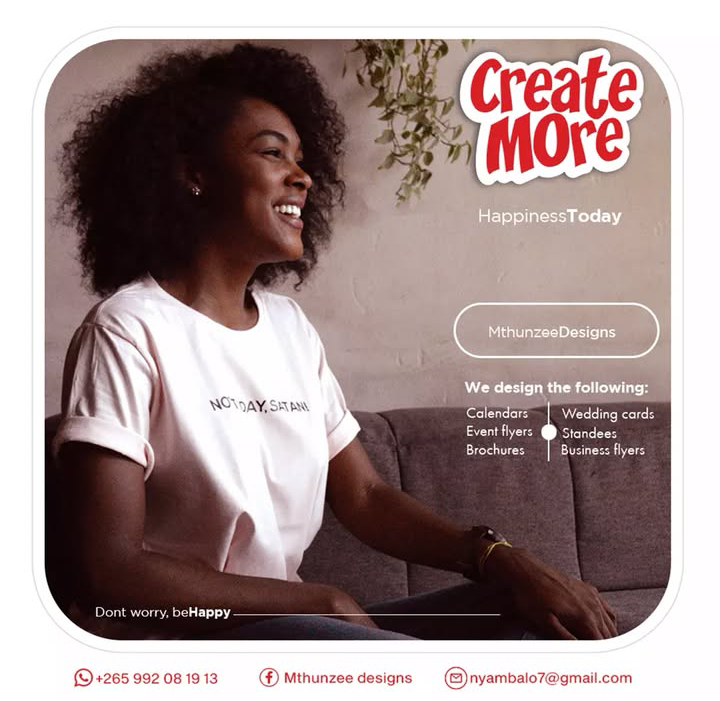 Create
MOre
HappinessToday
MthunzeeDesigns
We design the following:
Calendars
Event flyers
Brochures
Wedding cards
Standees
Business flyers
NOT DAY, SATAN!
Dont worry, beHappy
+265 992 08 19 13
Mthunzee designs
nyambalo7@gmail.com